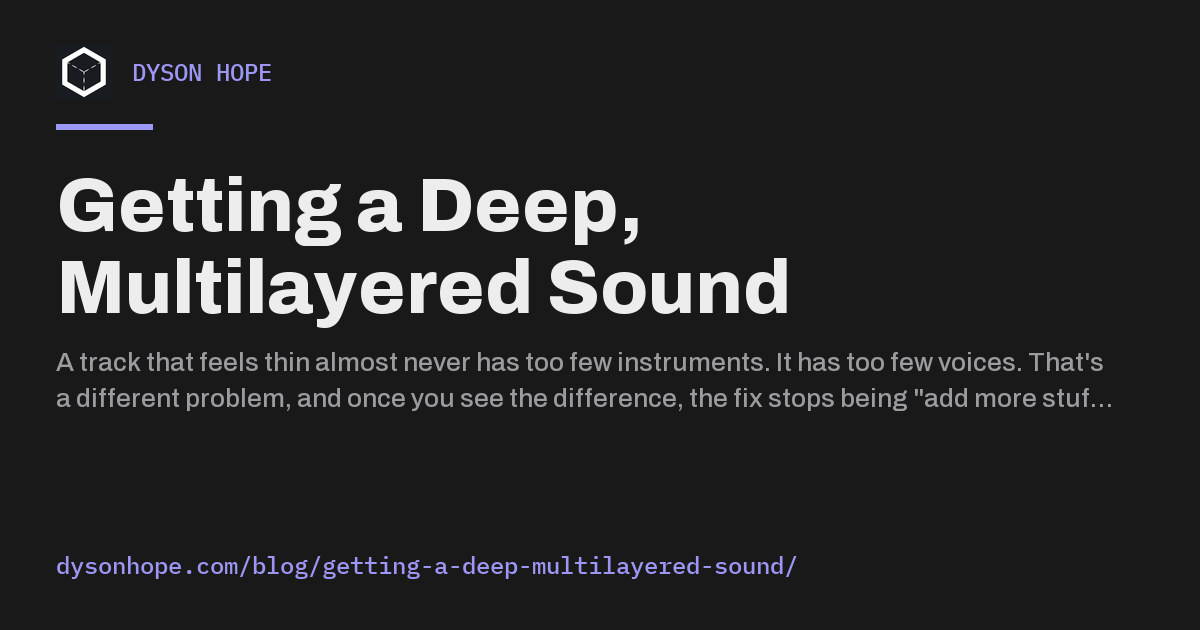 DYSON HOPE
Getting a Deep,
Multilayered Sound
A track that feels thin almost never has too few instruments. It has too few voices. That's
a different problem, and once you see the difference, the fix stops being "add more stuf...
dysonhope.com/blog/getting-a-deep-multilayered-sound/